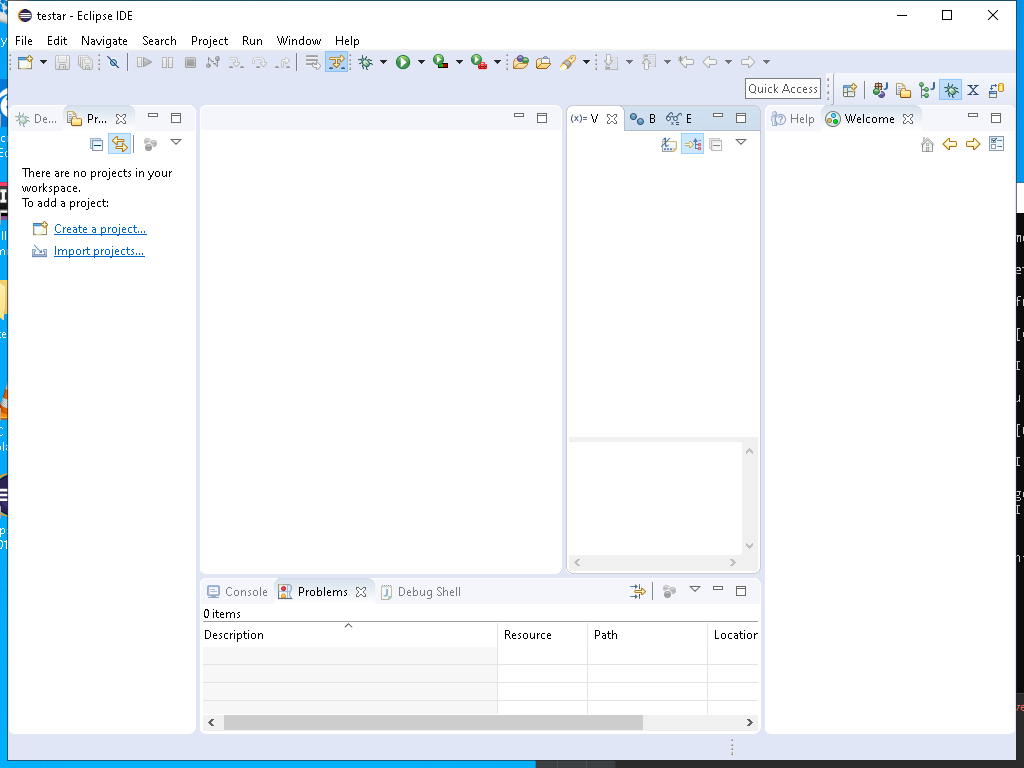 testar - Eclipse IDE
File Edit Navigate Search Project Run Window Help
Quick Access
De... Pr...
(x)= V B E
Help Welcome
There are no projects in your
workspace.
To add a project:
Create a project...
Import projects...
Console Problems Debug Shell
0 items
Description Resource Path Location